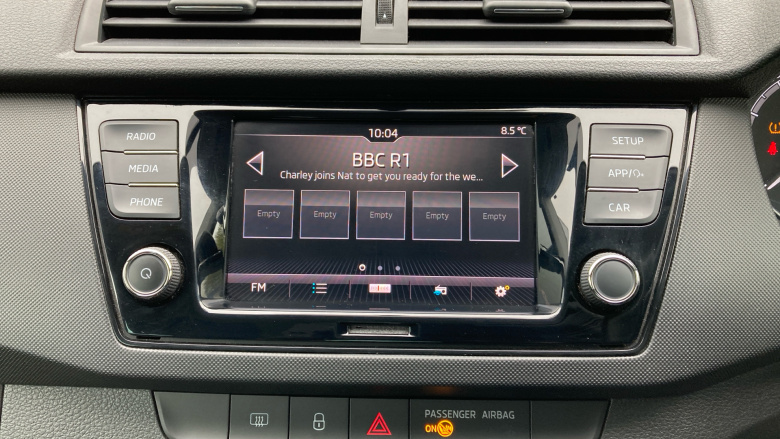 10:04
8.5 °C
BBC R1
Charley joins Nat to get you ready for the we...
Empty Empty Empty Empty Empty
FM
RADIO
MEDIA
PHONE
SETUP
APP/
CAR
PASSENGER AIRBAG
ON